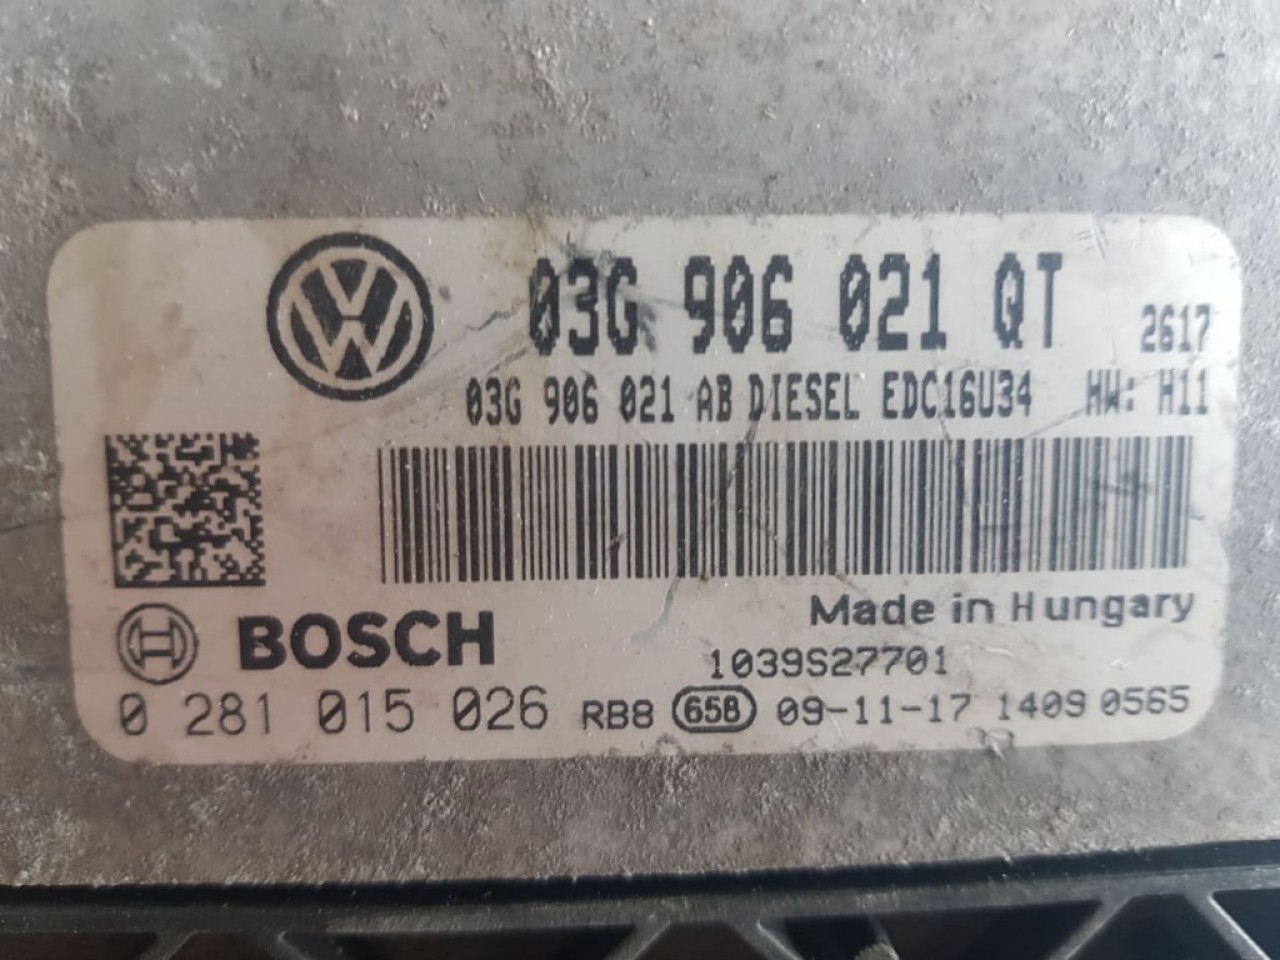 03G 906 021 QT 2617
03G 906 021 AB DIESEL EDC16U34 HW: H11
Made in Hungary
BOSCH
1039S27701
0 281 015 026 RB8 658 09-11-17 1409 0565